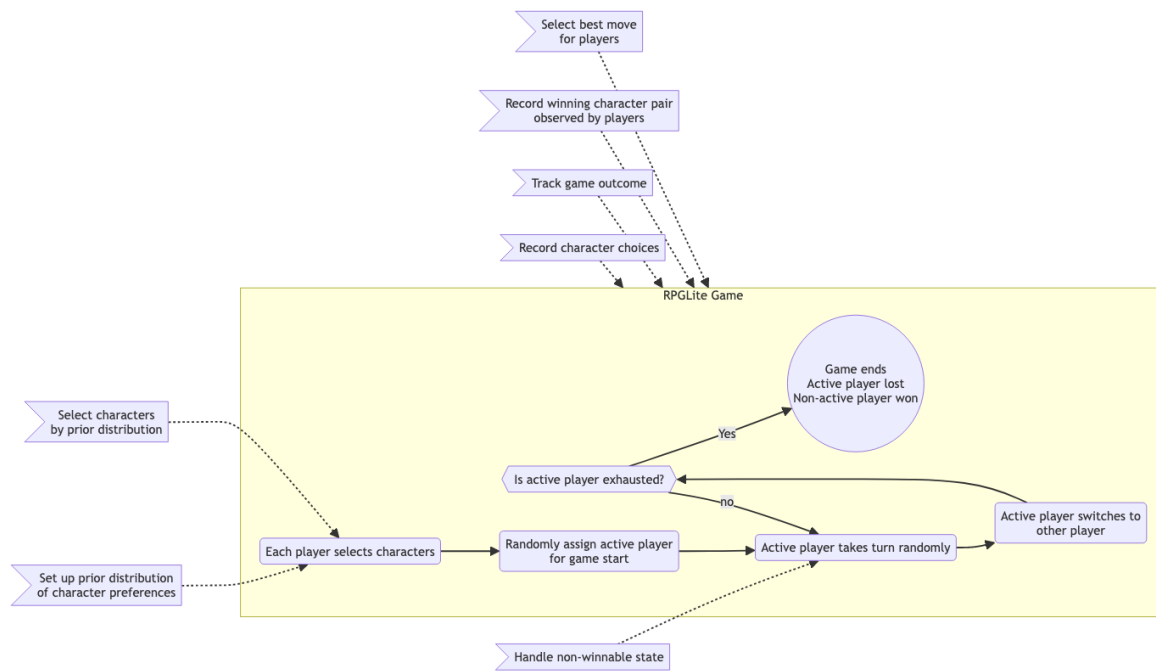 Select best move
for players
Record winning character pair
observed by players
Track game outcome
Record character choices
RPGLite Game
Game ends
Active player lost
Non-active player won
Select characters
by prior distribution
Yes
Is active player exhausted?
no
Active player switches to
other player
Each player selects characters
Randomly assign active player
for game start
Active player takes turn randomly
Set up prior distribution
of character preferences
Handle non-winnable state